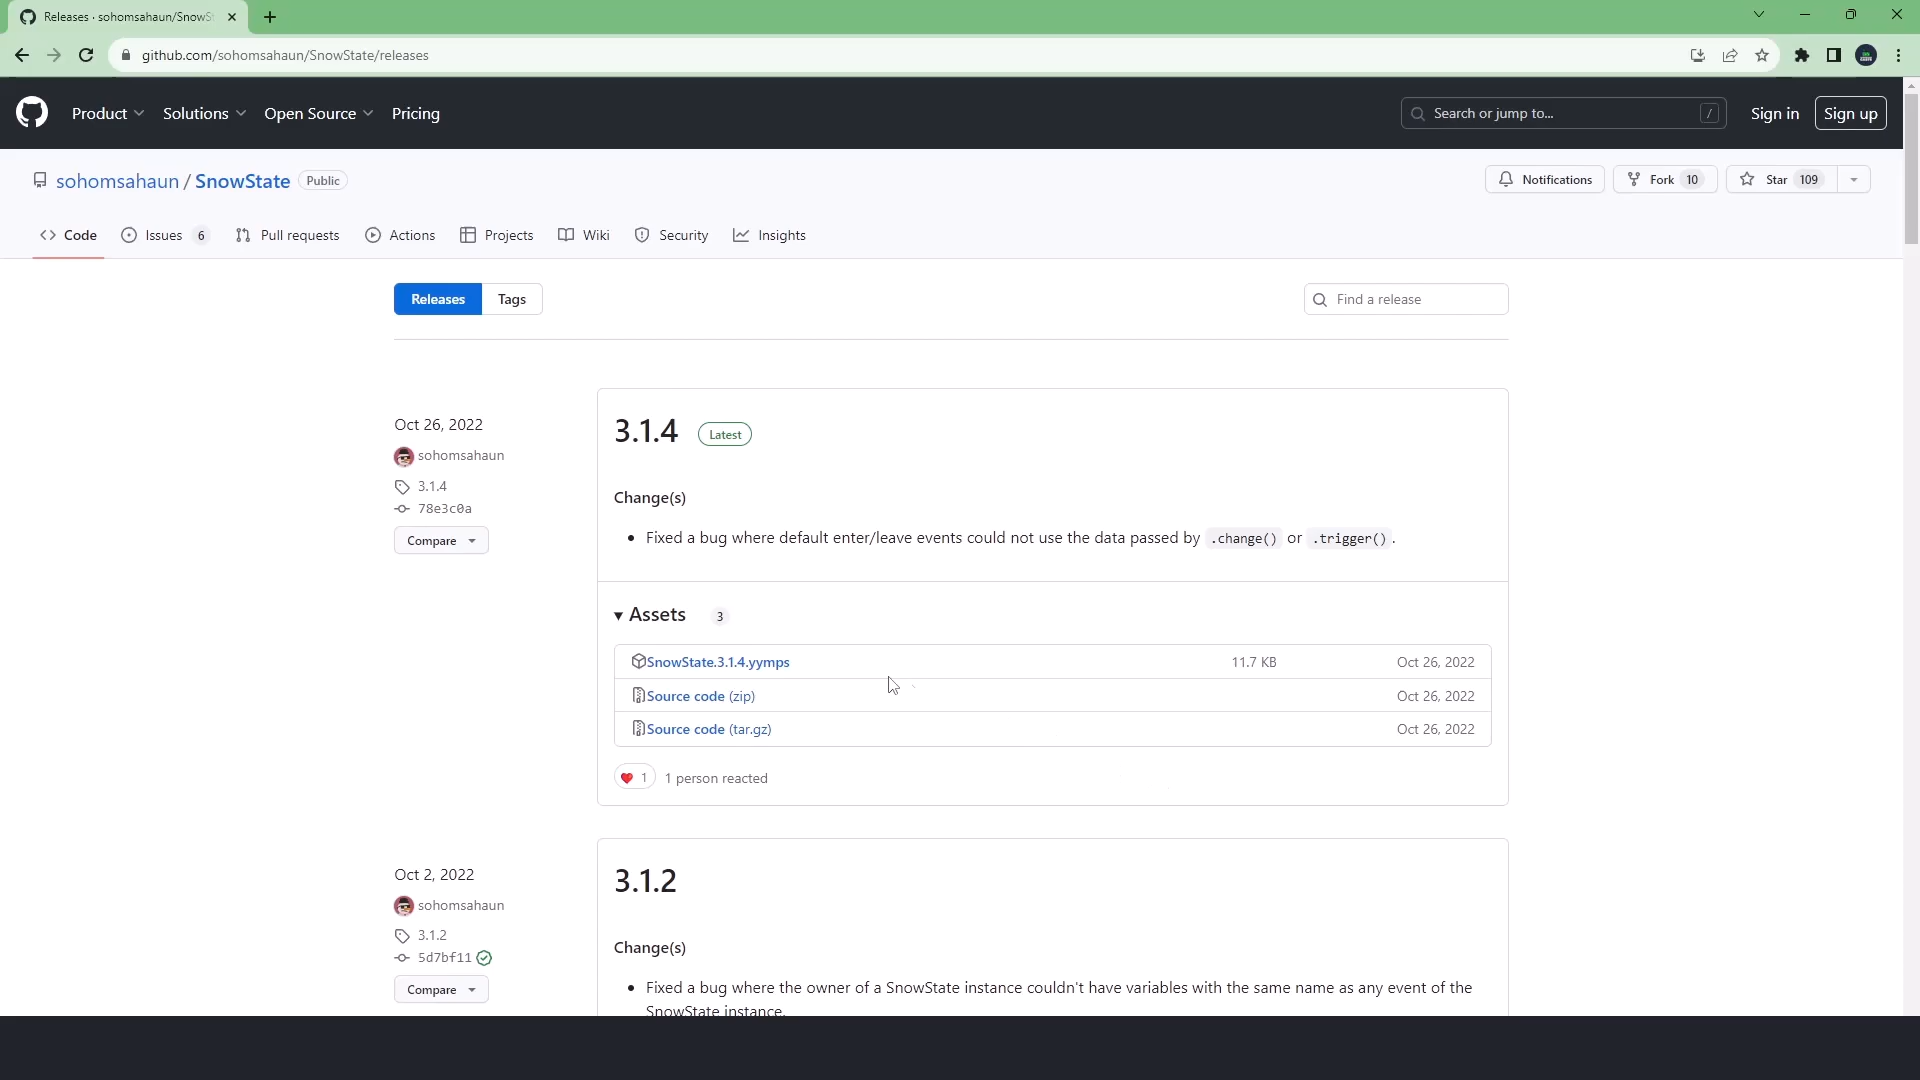 Releases · sohomsahaun/SnowSt
github.com/sohomsahaun/SnowState/releases
Product Solutions Open Source Pricing Search or jump to... / Sign in Sign up
sohomsahaun / SnowState Public Notifications Fork 10 Star 109
Code Issues 6 Pull requests Actions Projects Wiki Security Insights
Releases Tags Find a release
Oct 26, 2022
sohomsahaun
3.1.4
78e3c0a
Compare
3.1.4 Latest
Change(s)
• Fixed a bug where default enter/leave events could not use the data passed by .change() or .trigger().
Assets 3
SnowState.3.1.4.yymps 11.7 KB Oct 26, 2022
Source code (zip) Oct 26, 2022
Source code (tar.gz) Oct 26, 2022
1 1 person reacted
Oct 2, 2022
sohomsahaun
3.1.2
5d7bf11
Compare
3.1.2
Change(s)
• Fixed a bug where the owner of a SnowState instance couldn't have variables with the same name as any event of the
SnowState instance.